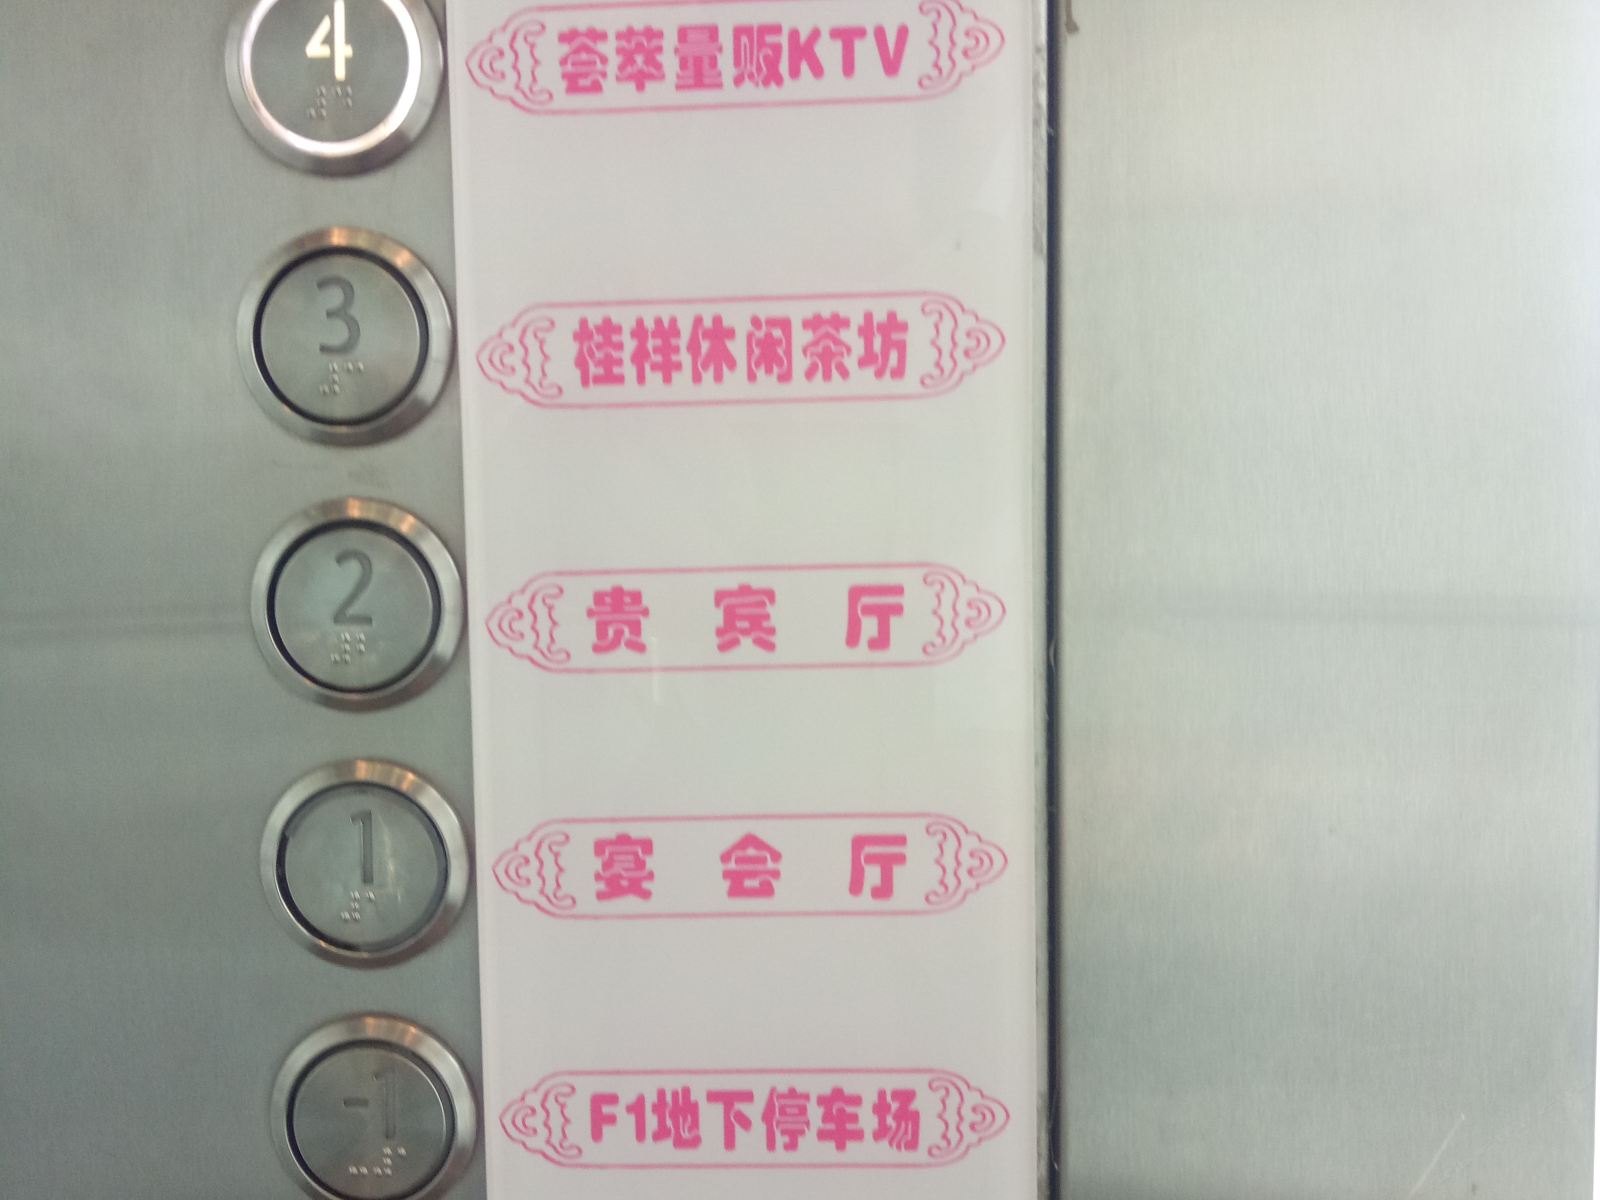 4 荟萃量贩KTV
3 桂祥休闲茶坊
2 贵宾厅
1 宴会厅
-1 F1地下停车场